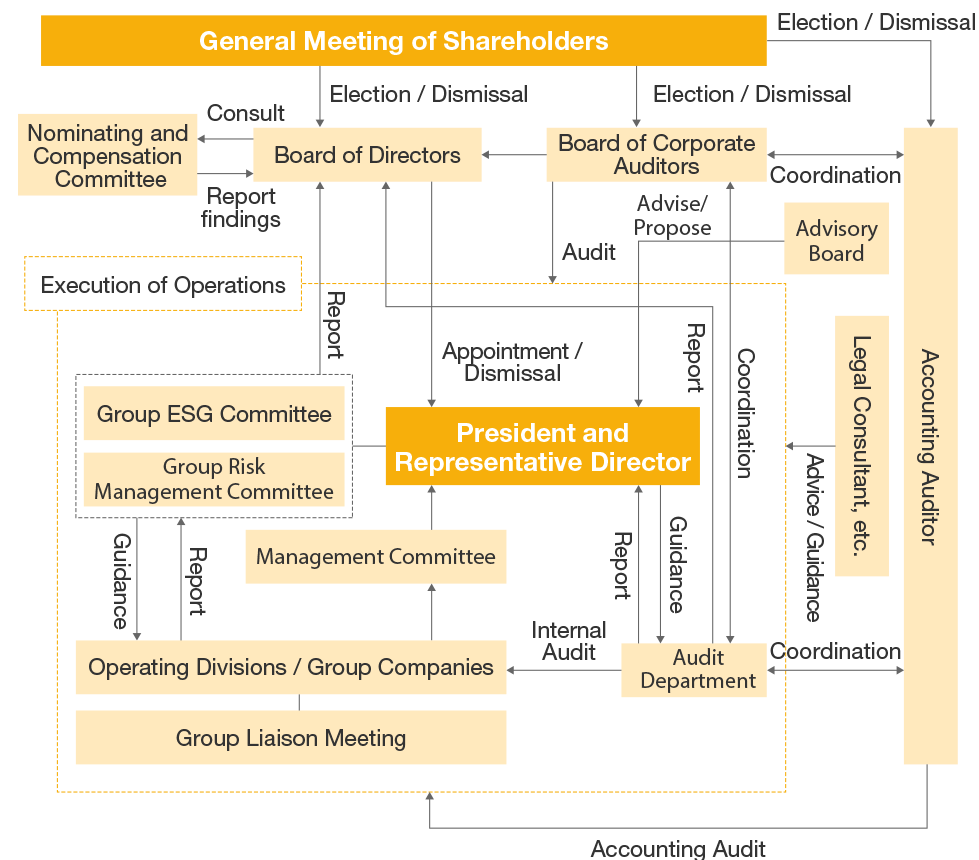 General Meeting of Shareholders
Election / Dismissal
Election / Dismissal
Election / Dismissal
Consult
Nominating and
Compensation
Committee
Board of Directors
Board of Corporate
Auditors
Coordination
Report
findings
Advise/
Propose
Advisory
Board
Audit
Execution of Operations
Report
Appointment /
Dismissal
Report
Coordination
Legal Consultant, etc.
Accounting Auditor
Group ESG Committee
Group Risk
Management Committee
President and
Representative Director
Advice / Guidance
Guidance
Report
Management Committee
Report
Guidance
Internal
Audit
Operating Divisions / Group Companies
Audit
Department
Coordination
Group Liaison Meeting
Accounting Audit